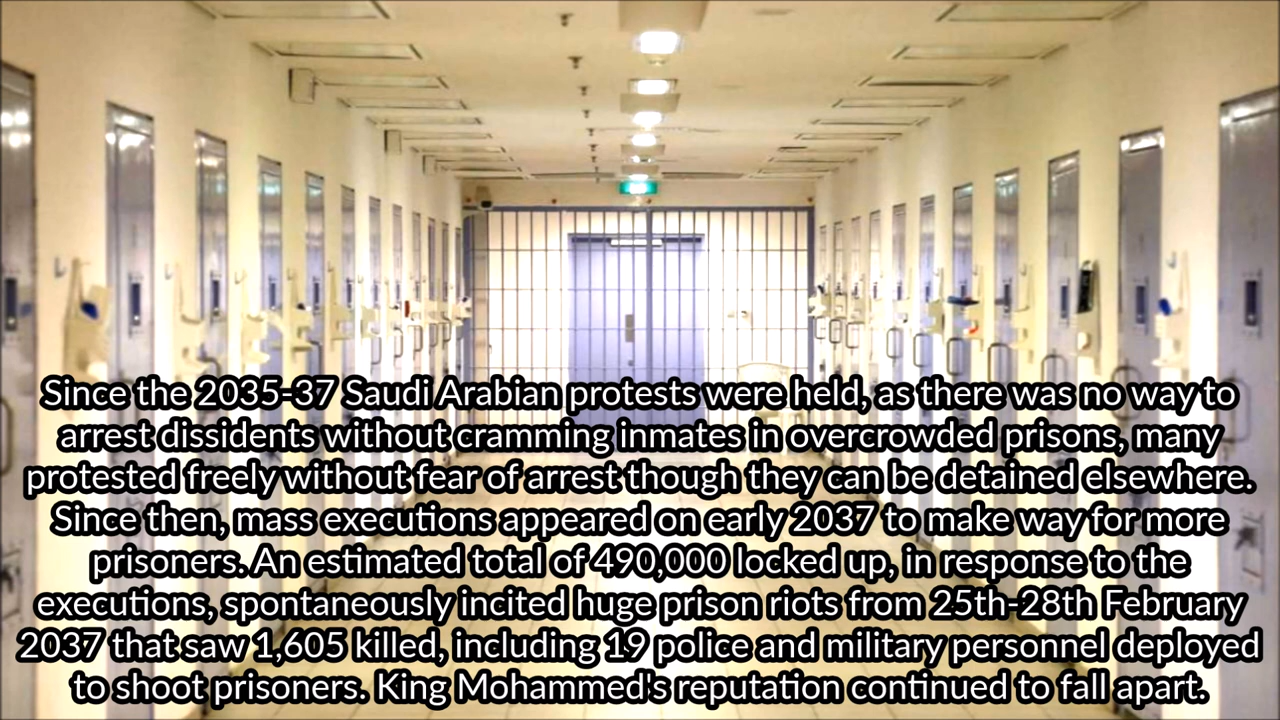 Since the 2035-37 Saudi Arabian protests were held, as there was no way to
arrest dissidents without cramming inmates in overcrowded prisons, many
protested freely without fear of arrest though they can be detained elsewhere.
Since then, mass executions appeared on early 2037 to make way for more
prisoners. An estimated total of 490,000 locked up, in response to the
executions, spontaneously incited huge prison riots from 25th-28th February
2037 that saw 1,605 killed, including 19 police and military personnel deployed
to shoot prisoners. King Mohammed's reputation continued to fall apart.